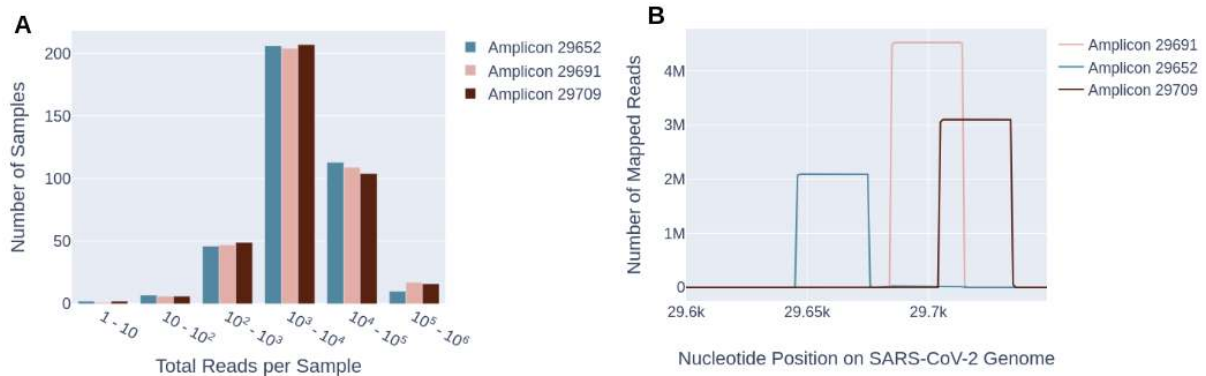 A
Number of Samples
200
150
100
50
0
1 - 10
10 - 10²
10² - 10³
10³ - 10⁴
10⁴ - 10⁵
10⁵ - 10⁶
Total Reads per Sample
Amplicon 29652
Amplicon 29691
Amplicon 29709
B
Number of Mapped Reads
4M
3M
2M
1M
0
29.6k
29.65k
29.7k
Nucleotide Position on SARS-CoV-2 Genome
Amplicon 29691
Amplicon 29652
Amplicon 29709